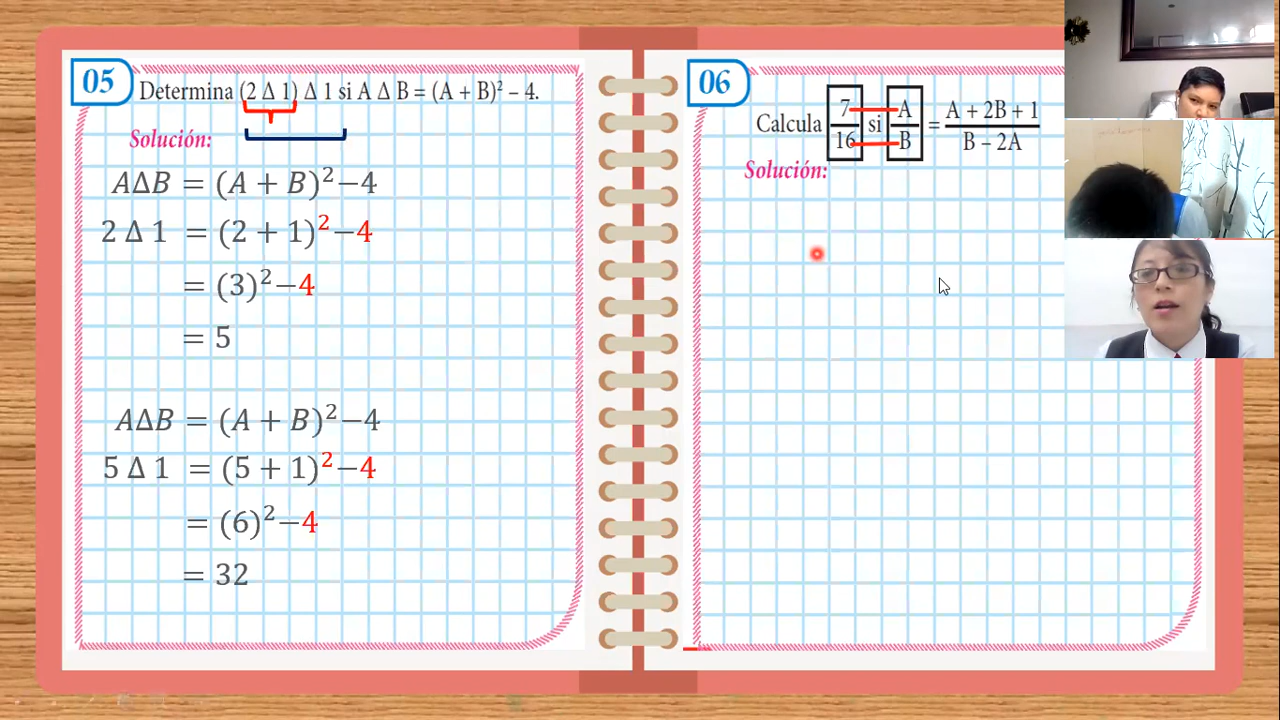 05
Determina (2 Δ 1) Δ 1 si A Δ B = (A + B)² – 4.
Solución:
AΔB = (A + B)²−4
2 Δ 1 = (2 + 1)²−4
= (3)²−4
= 5
AΔB = (A + B)²−4
5 Δ 1 = (5 + 1)²−4
= (6)²−4
= 32
06
Calcula 7/16 si A/B = (A + 2B + 1)/(B – 2A)
Solución: